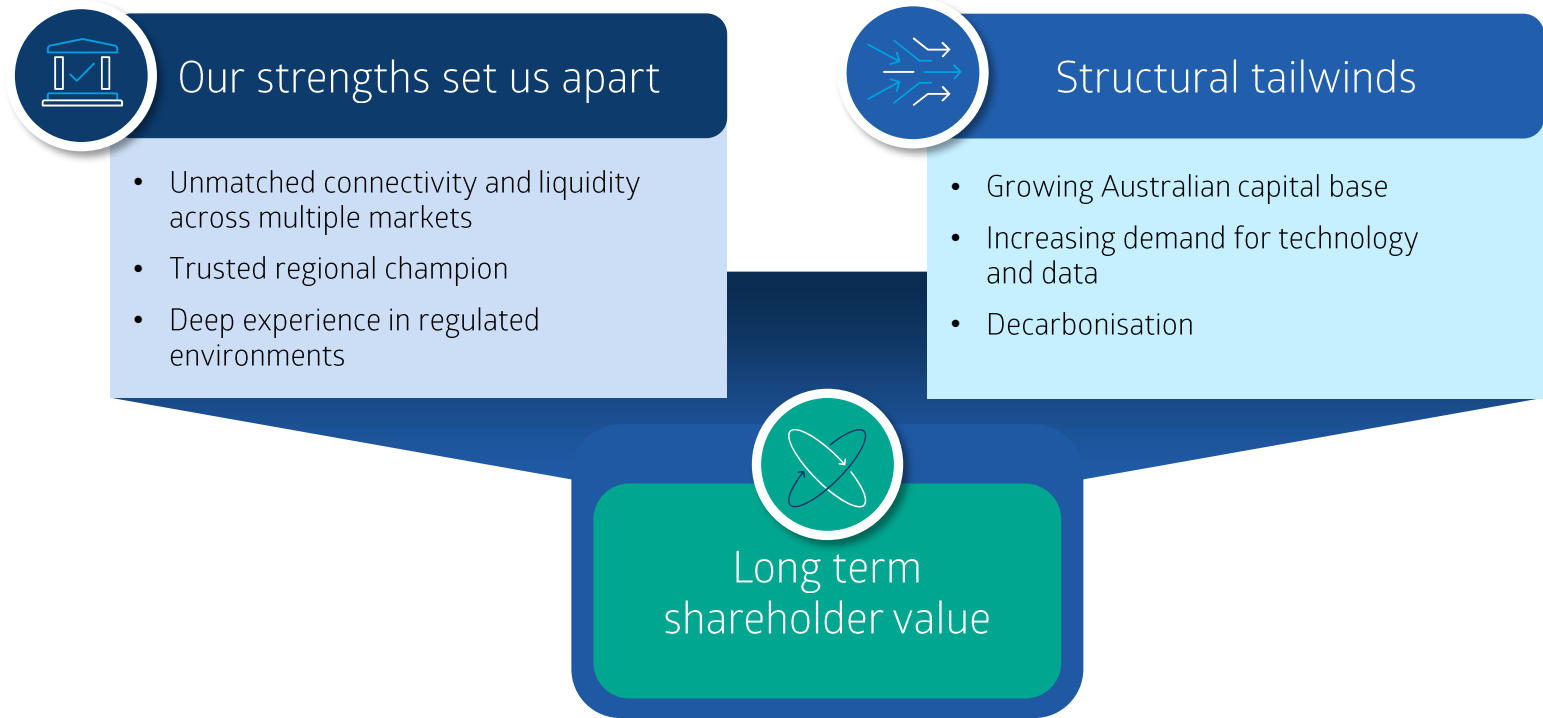 Our strengths set us apart
• Unmatched connectivity and liquidity
across multiple markets
• Trusted regional champion
• Deep experience in regulated
environments
Structural tailwinds
• Growing Australian capital base
• Increasing demand for technology
and data
• Decarbonisation
Long term
shareholder value